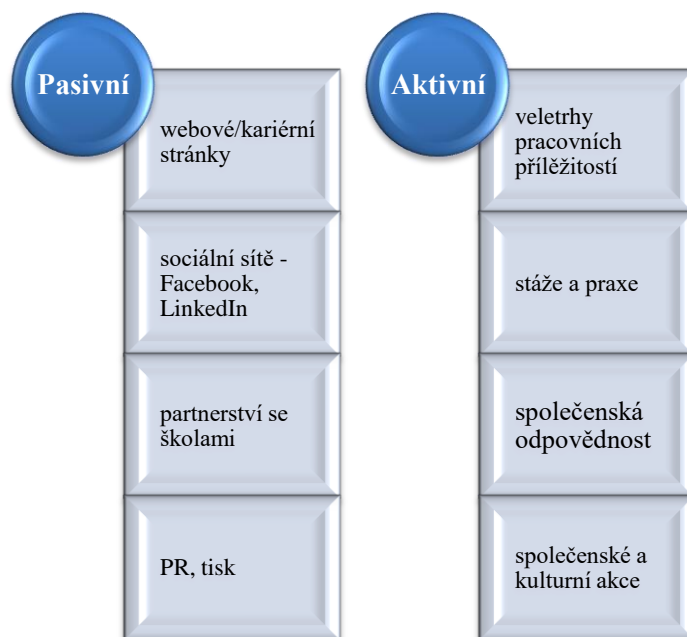 Pasivní
webové/kariérní
stránky
sociální sítě -
Facebook,
LinkedIn
partnerství se
školami
PR, tisk
Aktivní
veletrhy
pracovních
příležitostí
stáže a praxe
společenská
odpovědnost
společenské a
kulturní akce